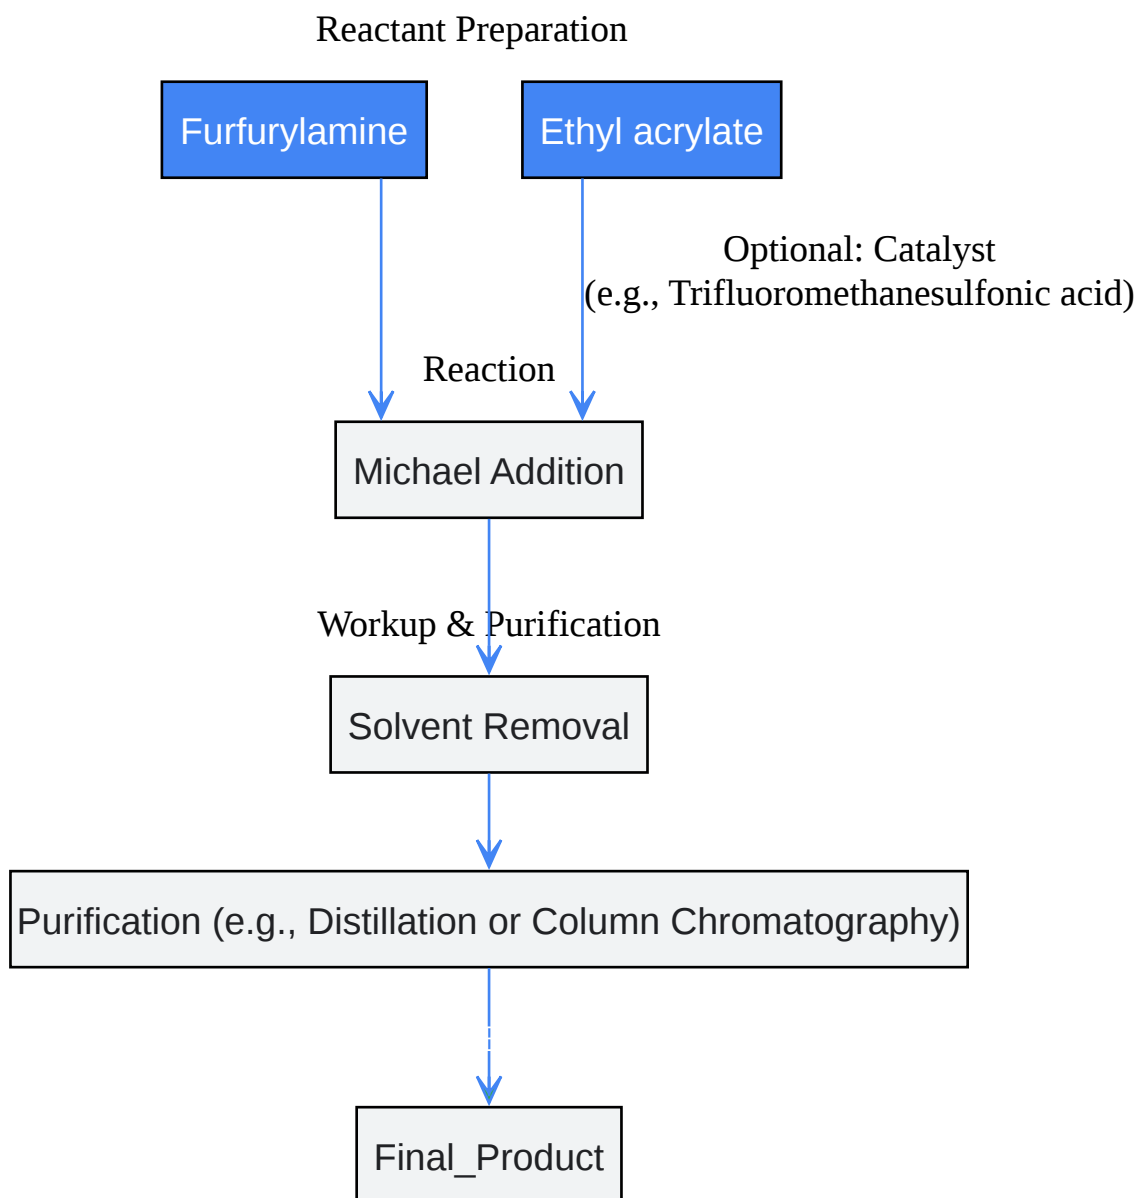 Reactant Preparation
Furfurylamine
Ethyl acrylate
Optional: Catalyst
(e.g., Trifluoromethanesulfonic acid)
Reaction
Michael Addition
Workup & Purification
Solvent Removal
Purification (e.g., Distillation or Column Chromatography)
Final_Product